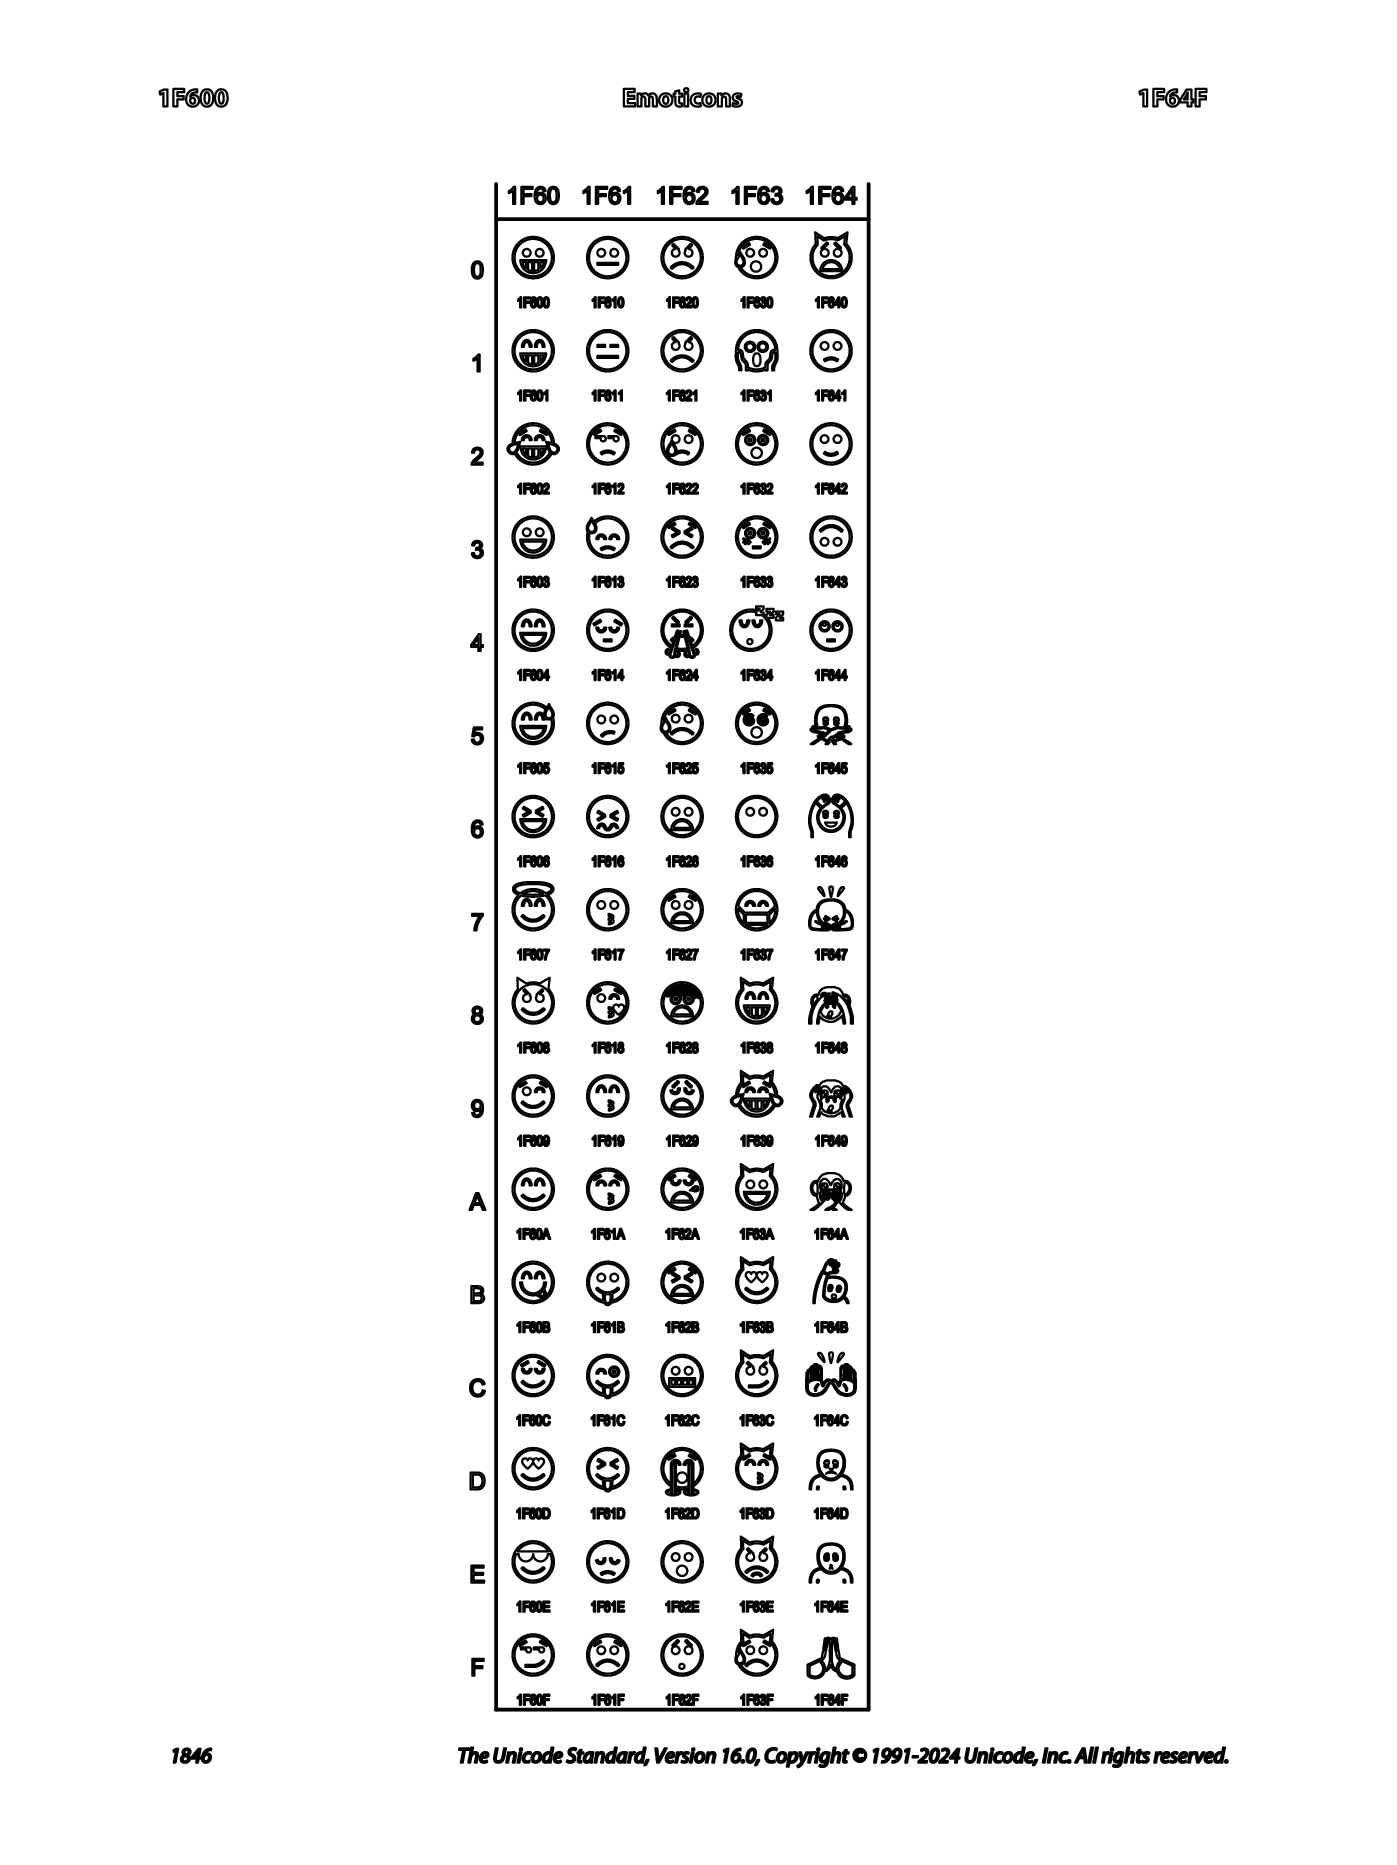 1F600 Emoticons 1F64F
1F60 1F61 1F62 1F63 1F64
0
1F600 1F610 1F620 1F630 1F640
1
1F601 1F611 1F621 1F631 1F641
2
1F602 1F612 1F622 1F632 1F642
3
1F603 1F613 1F623 1F633 1F643
zzz
4
1F604 1F614 1F624 1F634 1F644
5
1F605 1F615 1F625 1F635 1F645
6
1F606 1F616 1F626 1F636 1F646
7
1F607 1F617 1F627 1F637 1F647
8
1F608 1F618 1F628 1F638 1F648
9
1F609 1F619 1F629 1F639 1F649
A
1F60A 1F61A 1F62A 1F63A 1F64A
B
1F60B 1F61B 1F62B 1F63B 1F64B
C
1F60C 1F61C 1F62C 1F63C 1F64C
D
1F60D 1F61D 1F62D 1F63D 1F64D
E
1F60E 1F61E 1F62E 1F63E 1F64E
F
1F60F 1F61F 1F62F 1F63F 1F64F
1846 The Unicode Standard, Version 16.0, Copyright © 1991-2024 Unicode, Inc. All rights reserved.